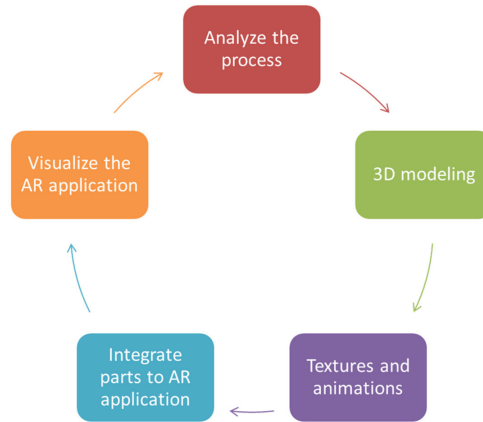 Analyze the
process
3D modeling
Textures and
animations
Integrate
parts to AR
application
Visualize the
AR application